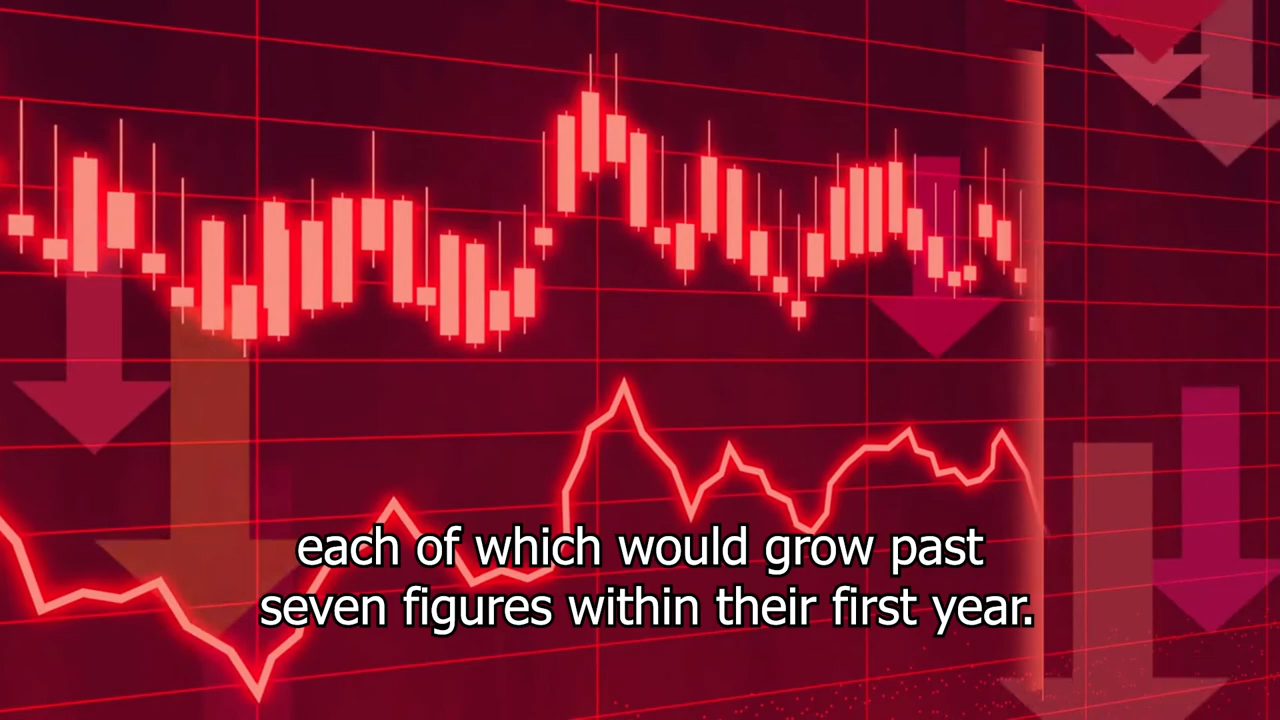 each of which would grow past
seven figures within their first year.